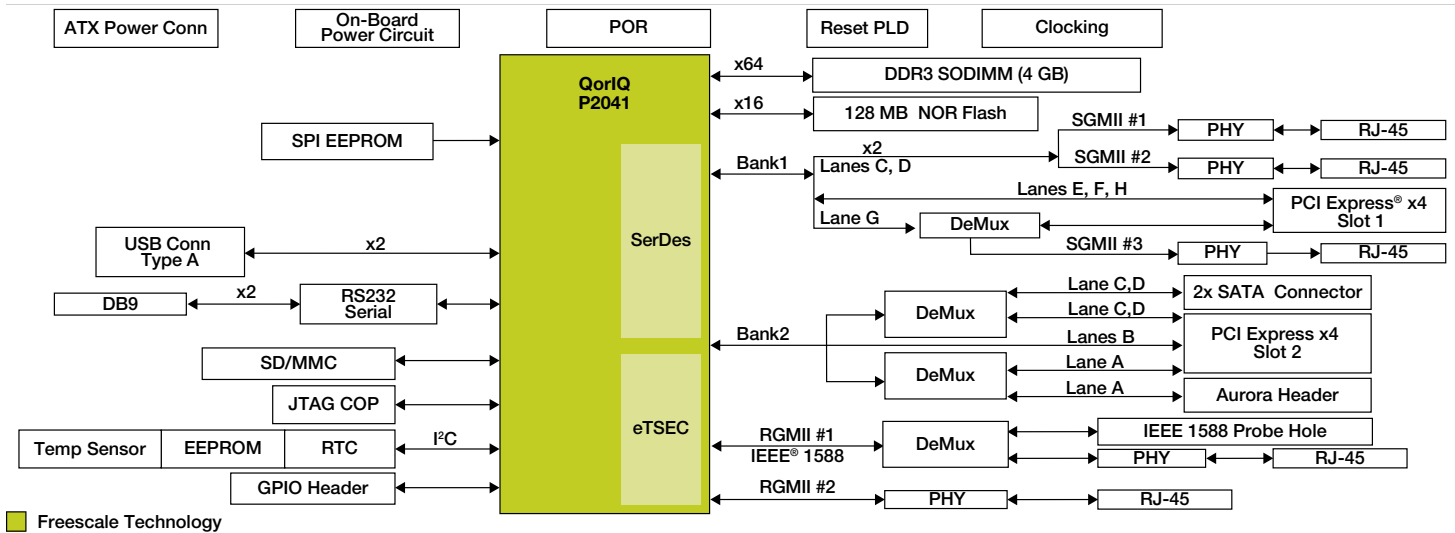 ATX Power Conn
On-Board
Power Circuit
POR
Reset PLD
Clocking
QorIQ
P2041
SerDes
eTSEC
SPI EEPROM
USB Conn
Type A
x2
DB9
x2
RS232
Serial
SD/MMC
JTAG COP
Temp Sensor
EEPROM
RTC
I²C
GPIO Header
x64
DDR3 SODIMM (4 GB)
x16
128 MB NOR Flash
Bank1
x2
Lanes C, D
SGMII #1
PHY
RJ-45
SGMII #2
PHY
RJ-45
Lanes E, F, H
PCI Express® x4
Slot 1
Lane G
DeMux
SGMII #3
PHY
RJ-45
Bank2
DeMux
Lane C,D
2x SATA Connector
Lane C,D
Lanes B
PCI Express x4
Slot 2
DeMux
Lane A
Lane A
Aurora Header
RGMII #1
IEEE® 1588
DeMux
IEEE 1588 Probe Hole
PHY
RJ-45
RGMII #2
PHY
RJ-45
Freescale Technology